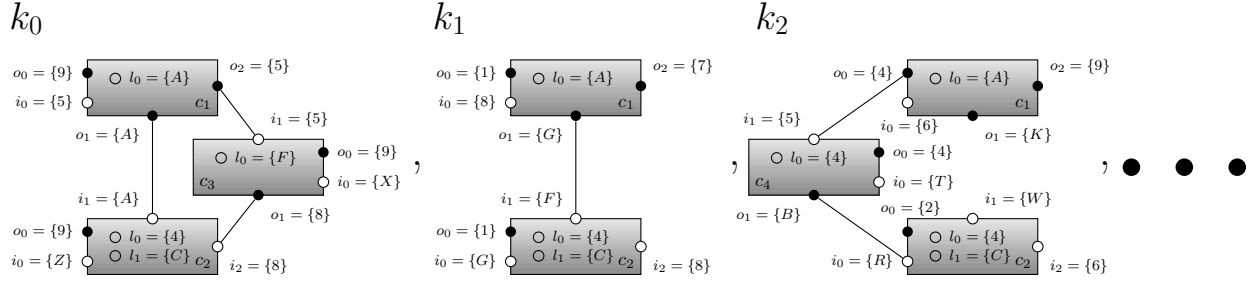 k₀ k₁ k₂
o₀ = {9} l₀ = {A} o₂ = {5} o₀ = {1} l₀ = {A} o₂ = {7} o₀ = {4} l₀ = {A} o₂ = {9}
i₀ = {5} c₁ i₀ = {8} c₁ c₁
o₁ = {A} i₁ = {5} o₁ = {G} i₁ = {5} i₀ = {6} o₁ = {K}
l₀ = {F} o₀ = {9} , , l₀ = {4} o₀ = {4} ,
c₃ i₀ = {X} c₄ i₀ = {T}
i₁ = {A} o₁ = {8} i₁ = {F} o₁ = {B} o₀ = {2} i₁ = {W}
o₀ = {9} l₀ = {4} o₀ = {1} l₀ = {4} l₀ = {4}
i₀ = {Z} l₁ = {C} c₂ i₂ = {8} i₀ = {G} l₁ = {C} c₂ i₂ = {8} i₀ = {R} l₁ = {C} c₂ i₂ = {6}